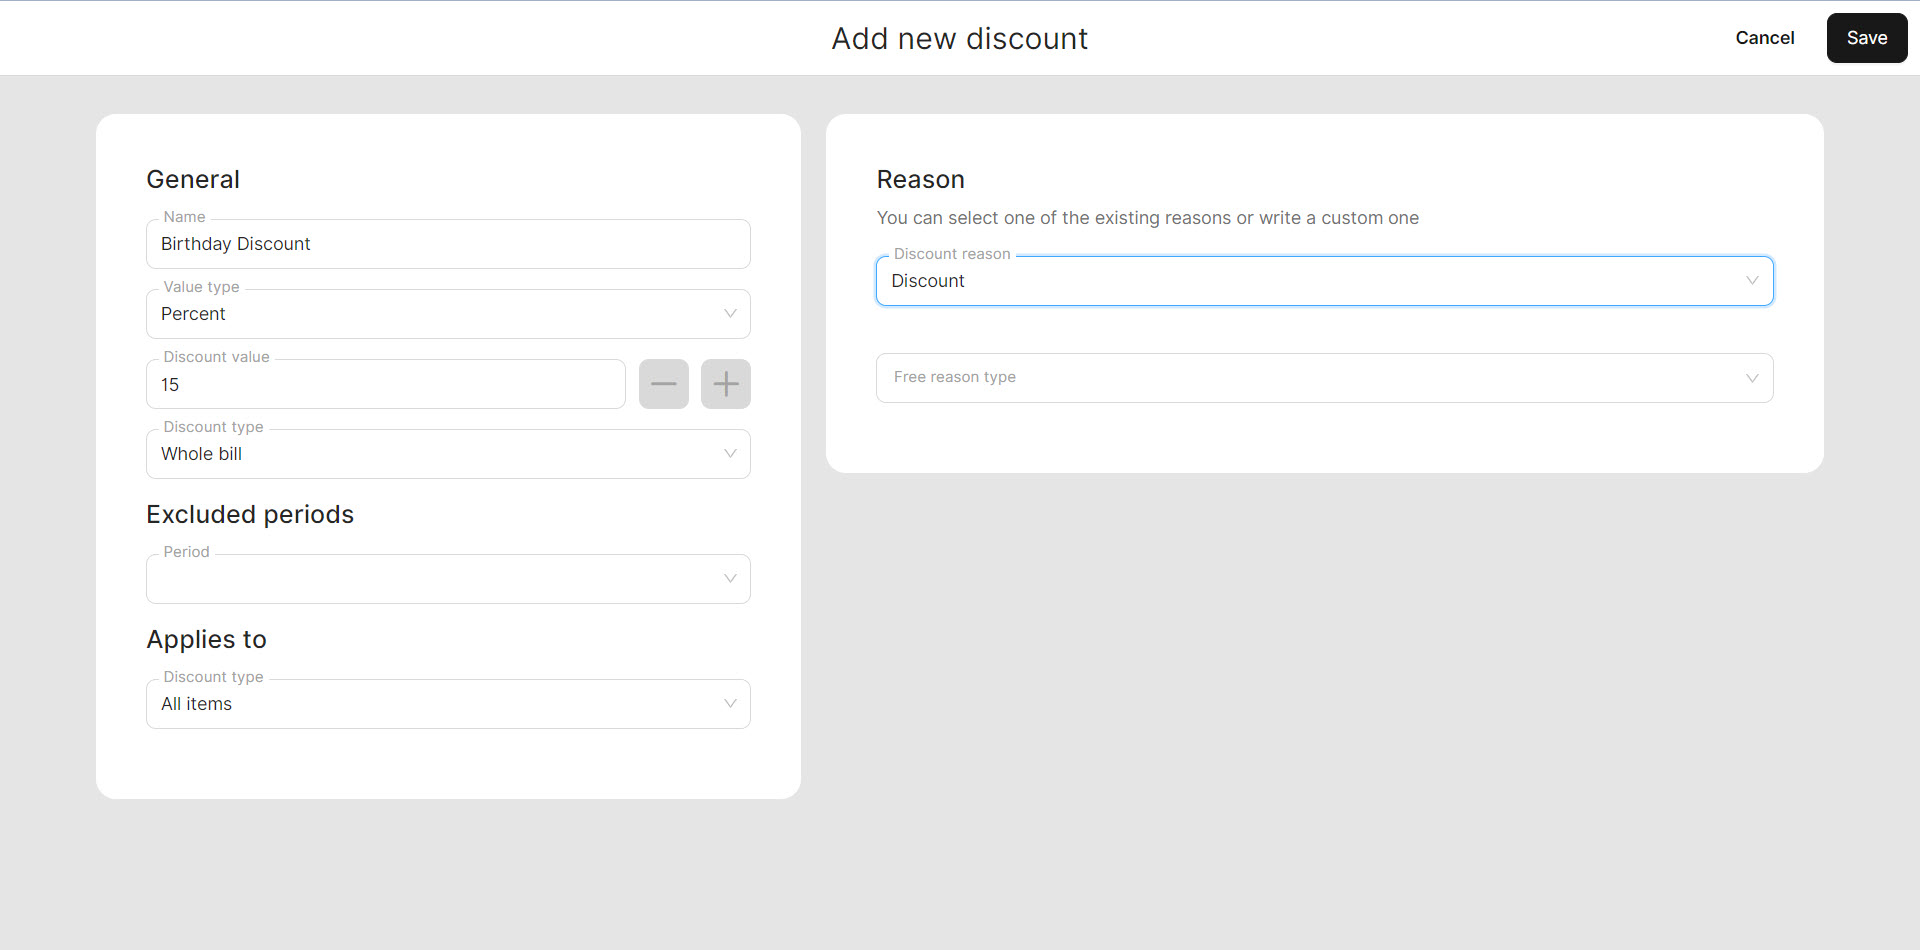 Add new discount
Cancel
Save
General
Name
Birthday Discount
Value type
Percent
Discount value
15
Discount type
Whole bill
Excluded periods
Period
Applies to
Discount type
All items
Reason
You can select one of the existing reasons or write a custom one
Discount reason
Discount
Free reason type